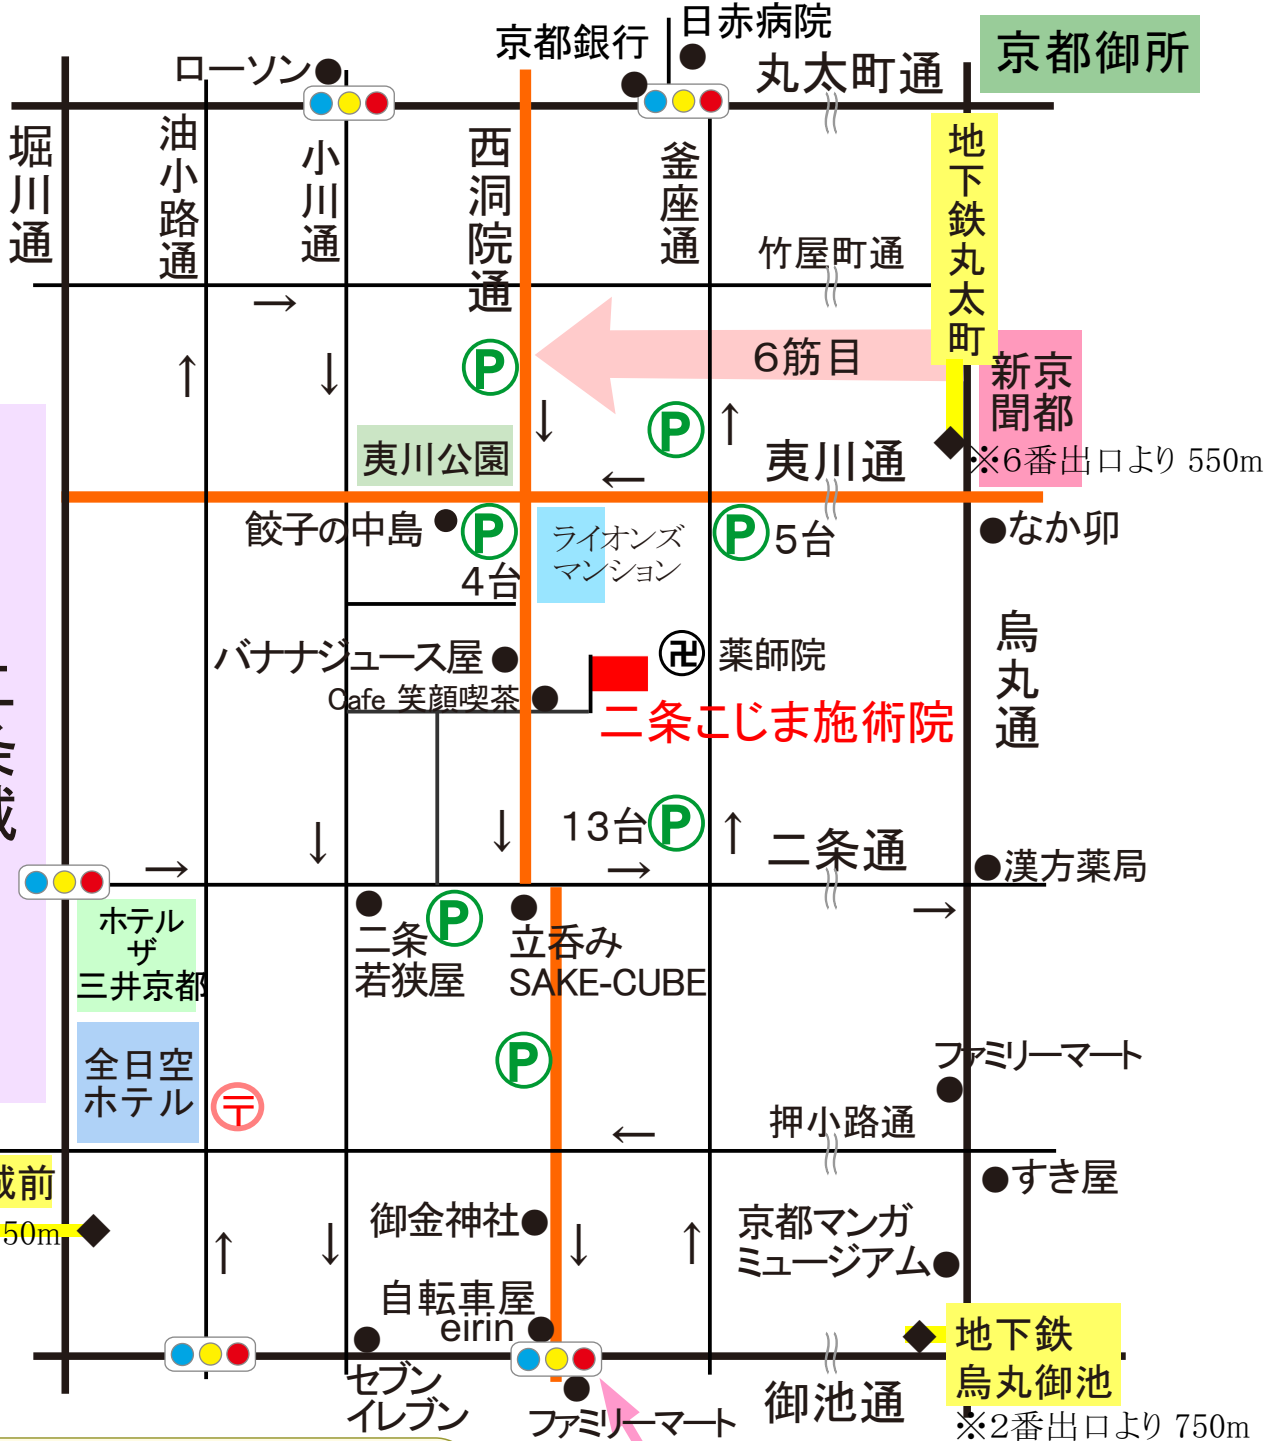 日赤病院
京都銀行
京都御所
ローソン
丸太町通
堀川通
油小路通
小川通
西洞院通
釜座通
地下鉄丸太町
竹屋町通
→
6筋目
↑
↓
P
新京
聞都
↓
P
↑
夷川公園
夷川通
←
※6番出口より 550m
餃子の中島
P
4台
ライオンズ
マンション
P
5台
なか卯
烏丸通
バナナジュース屋
卍
薬師院
Cafe 笑顔喫茶
二条こじま施術院
↓
↓
13台
P
↑
二条通
→
→
漢方薬局
→
ホテル
ザ
三井京都
二条
若狭屋
P
立呑み
SAKE-CUBE
全日空
ホテル
〒
P
ファミリーマート
押小路通
←
すき屋
城前
50m
御金神社
京都マンガ
ミュージアム
↑
↓
↓
↑
自転車屋
eirin
地下鉄
烏丸御池
セブン
イレブン
ファミリーマート
御池通
※2番出口より 750m